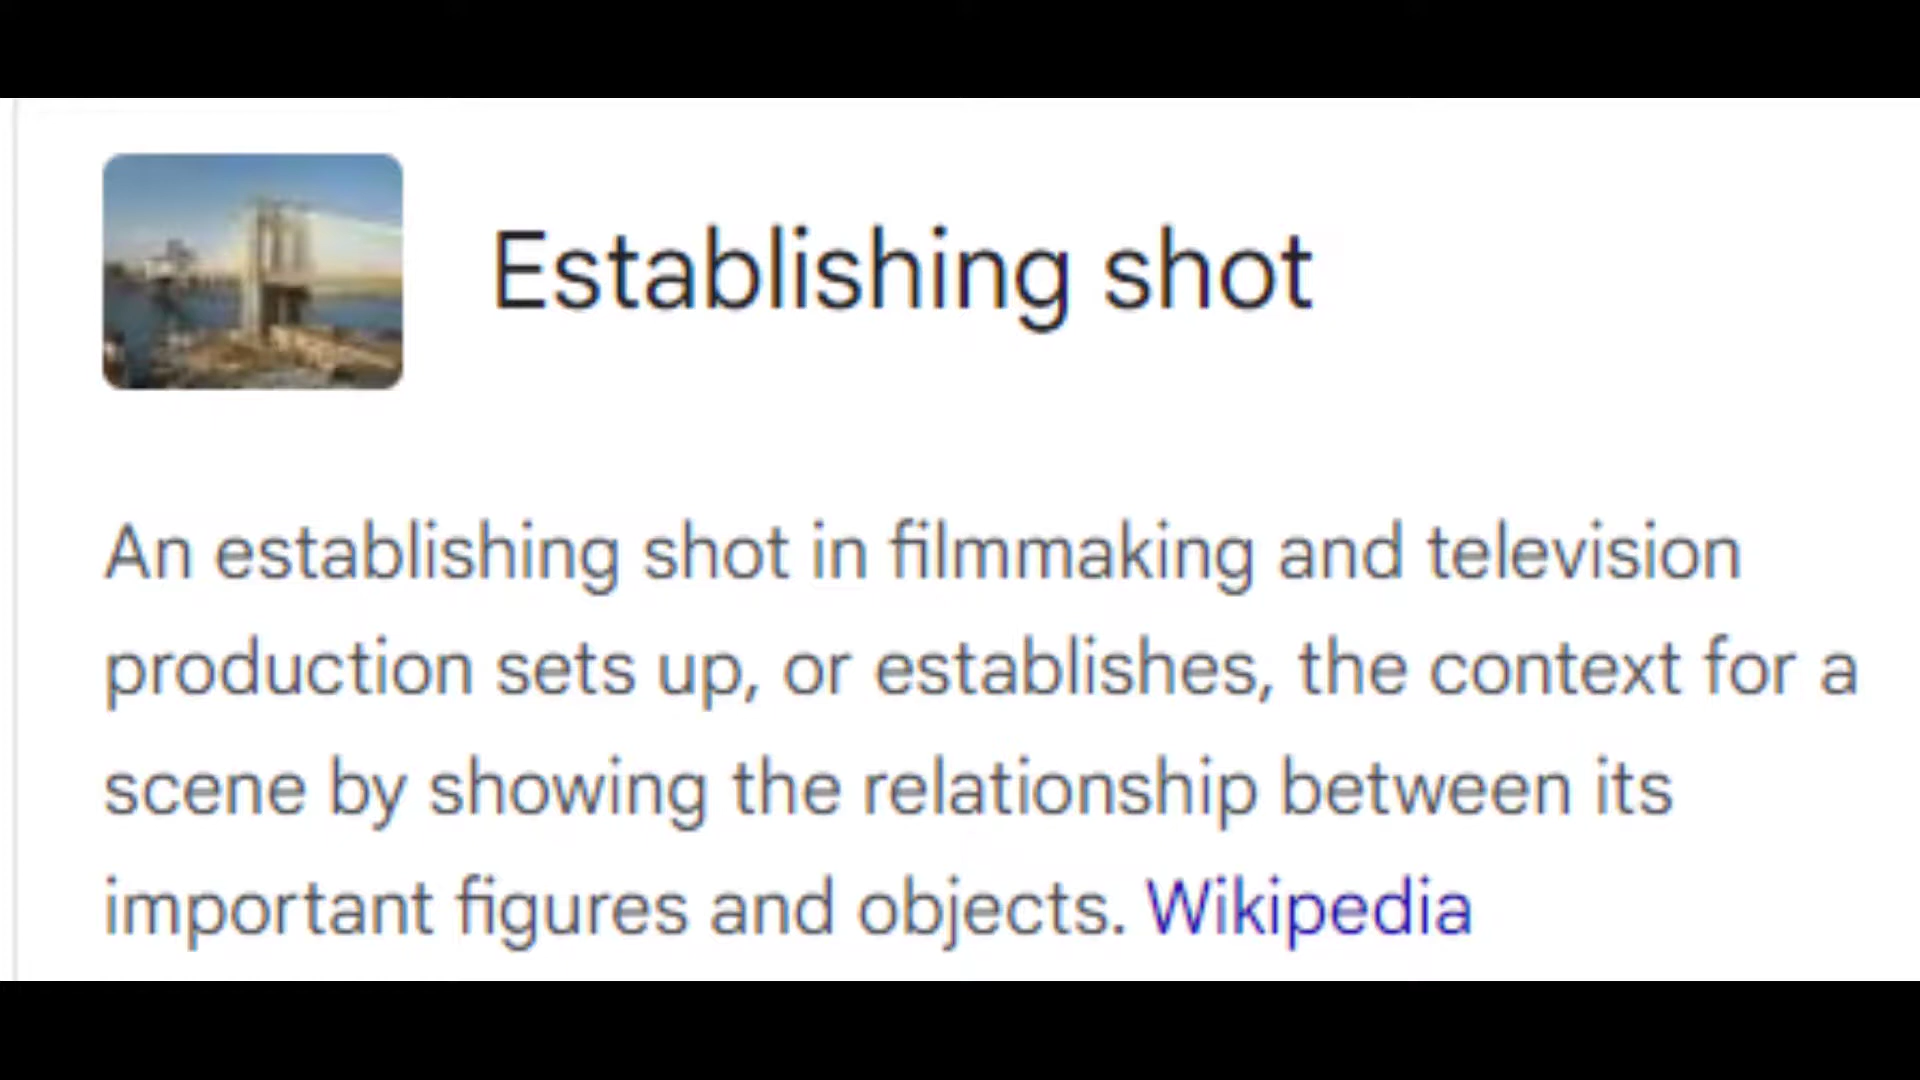 Establishing shot
An establishing shot in filmmaking and television
production sets up, or establishes, the context for a
scene by showing the relationship between its
important figures and objects. Wikipedia